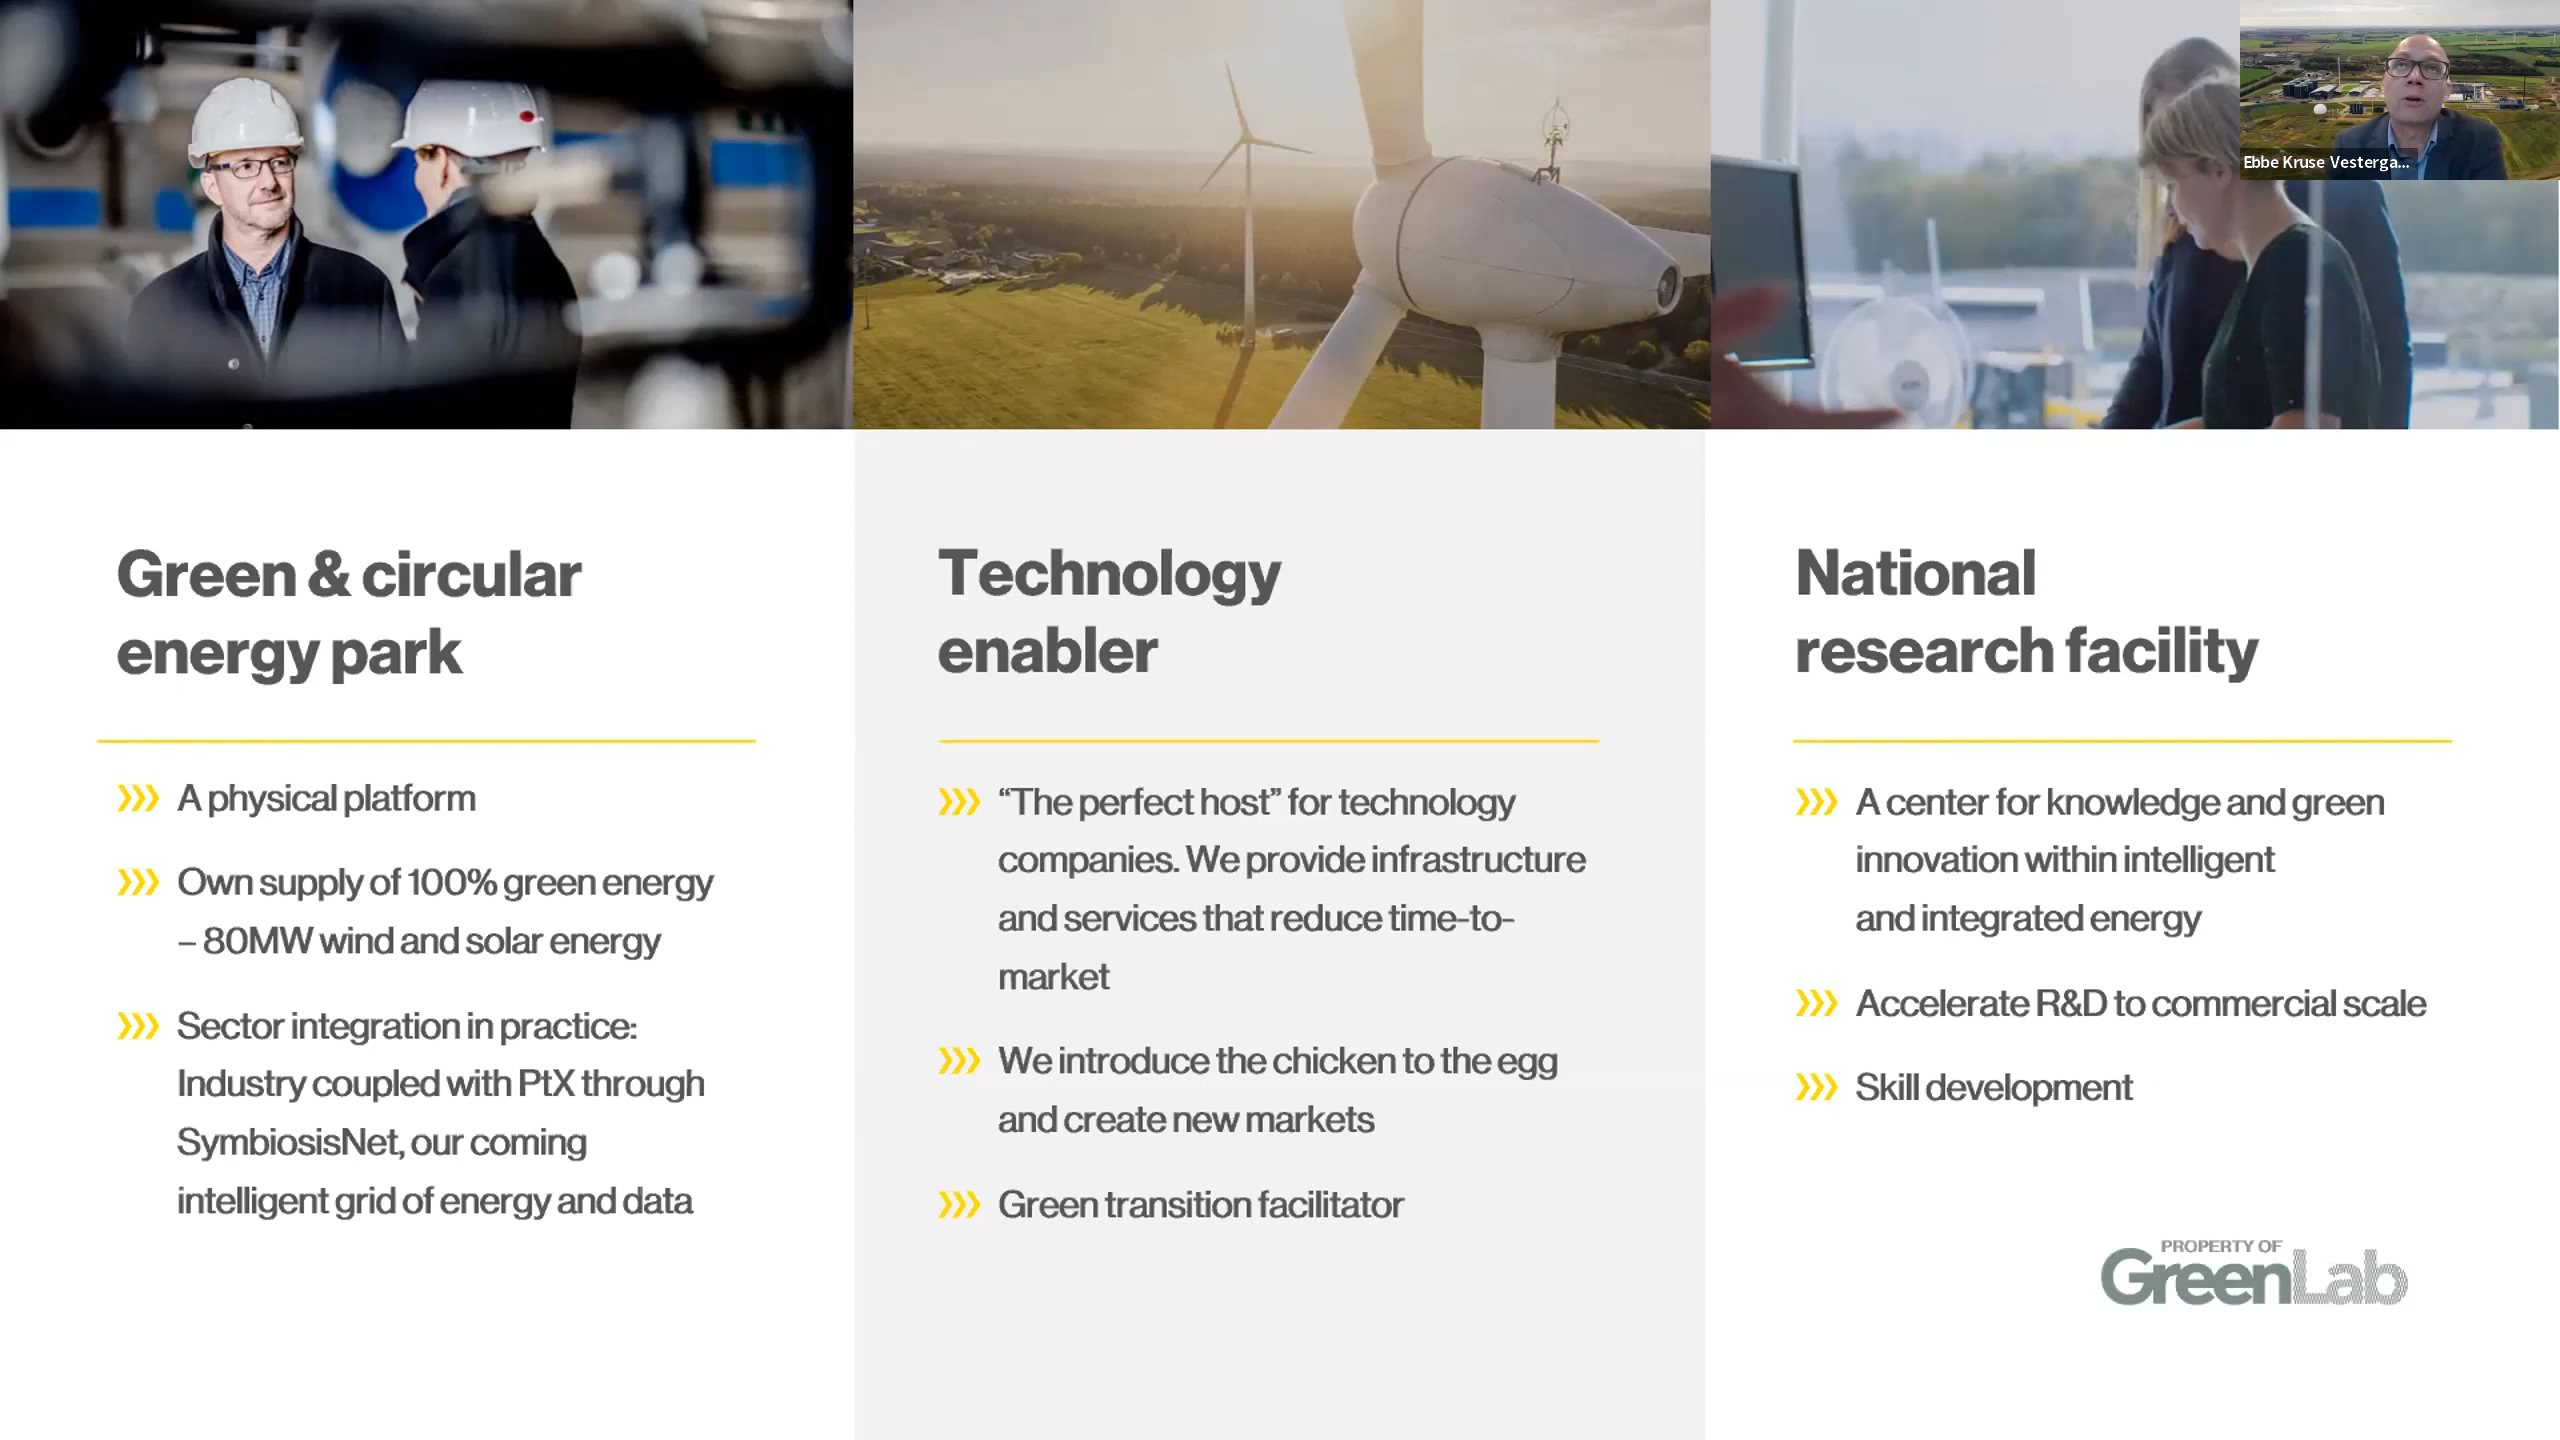 Ebbe Kruse Vesterga...
Green & circular
energy park
A physical platform
Own supply of 100% green energy
– 80MW wind and solar energy
Sector integration in practice:
Industry coupled with PtX through
SymbiosisNet, our coming
intelligent grid of energy and data
Technology
enabler
“The perfect host” for technology
companies. We provide infrastructure
and services that reduce time-to-
market
We introduce the chicken to the egg
and create new markets
Green transition facilitator
National
research facility
A center for knowledge and green
innovation within intelligent
and integrated energy
Accelerate R&D to commercial scale
Skill development
PROPERTY OF
GreenLab